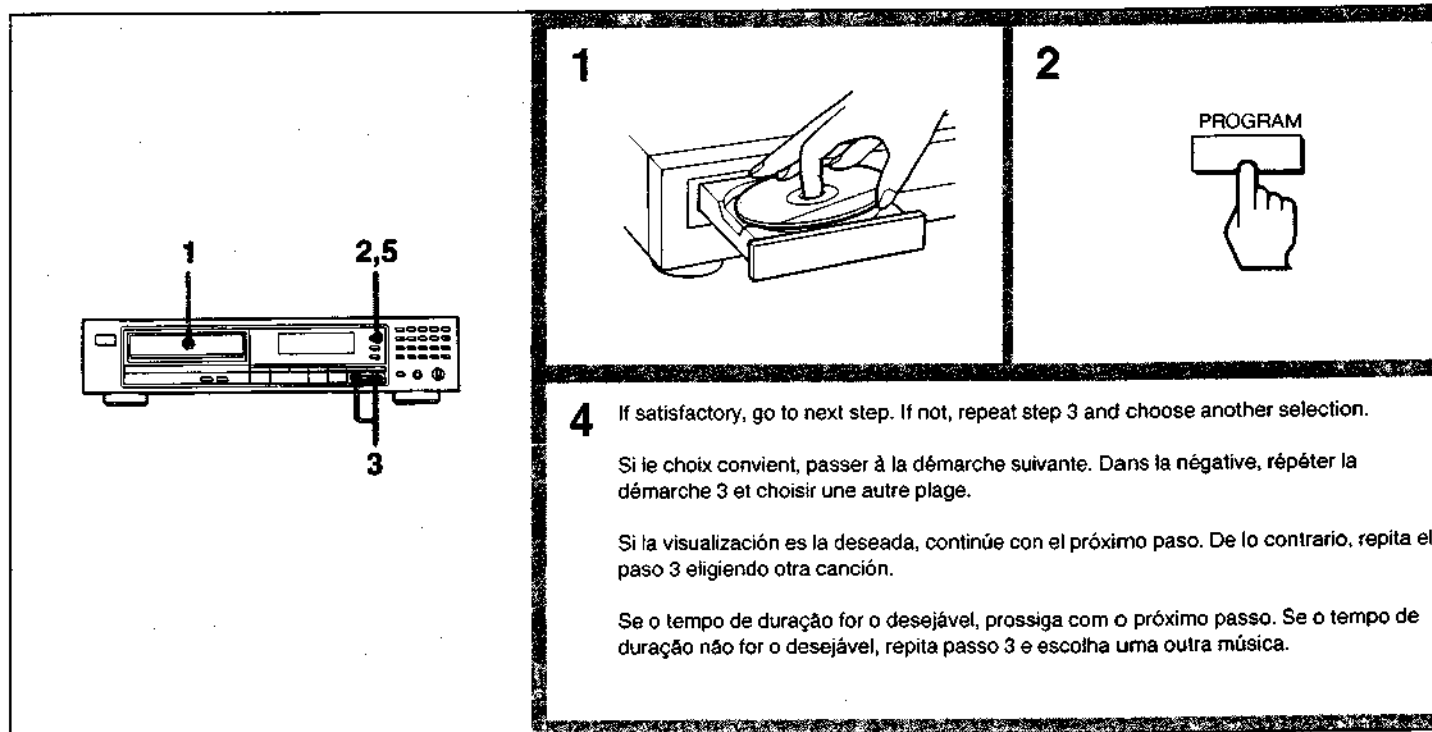 1
2,5
3
1
2
PROGRAM
4
If satisfactory, go to next step. If not, repeat step 3 and choose another selection.
Si le choix convient, passer à la démarche suivante. Dans la négative, répéter la
démarche 3 et choisir une autre plage.
Si la visualización es la deseada, continúe con el próximo paso. De lo contrario, repita el
paso 3 eligiendo otra canción.
Se o tempo de duração for o desejável, prossiga com o próximo passo. Se o tempo de
duração não for o desejável, repita passo 3 e escolha uma outra música.